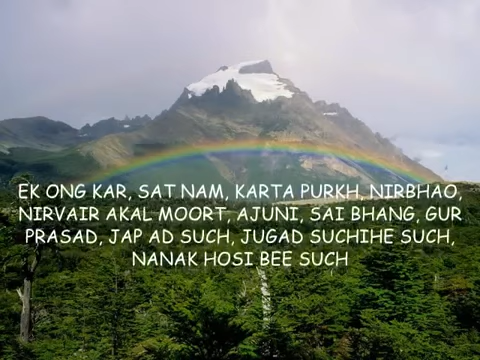 EK ONG KAR, SAT NAM, KARTA PURKH, NIRBHAO,
NIRVAIR AKAL MOORT, AJUNI, SAI BHANG, GUR
PRASAD, JAP AD SUCH, JUGAD SUCHIHE SUCH,
NANAK HOSI BEE SUCH